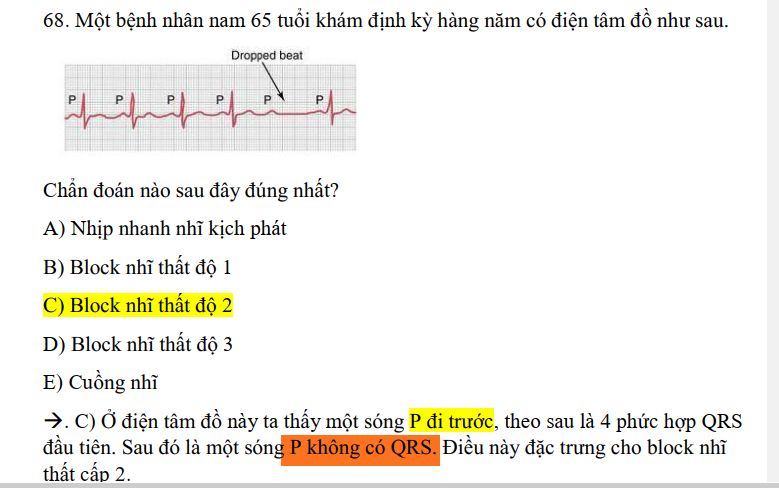 68. Một bệnh nhân nam 65 tuổi khám định kỳ hàng năm có điện tâm đồ như sau.
Dropped beat
P P P P P P
Chẩn đoán nào sau đây đúng nhất?
A) Nhịp nhanh nhĩ kịch phát
B) Block nhĩ thất độ 1
C) Block nhĩ thất độ 2
D) Block nhĩ thất độ 3
E) Cuồng nhĩ
→. C) Ở điện tâm đồ này ta thấy một sóng P đi trước, theo sau là 4 phức hợp QRS
đầu tiên. Sau đó là một sóng P không có QRS. Điều này đặc trưng cho block nhĩ
thất cấp 2.